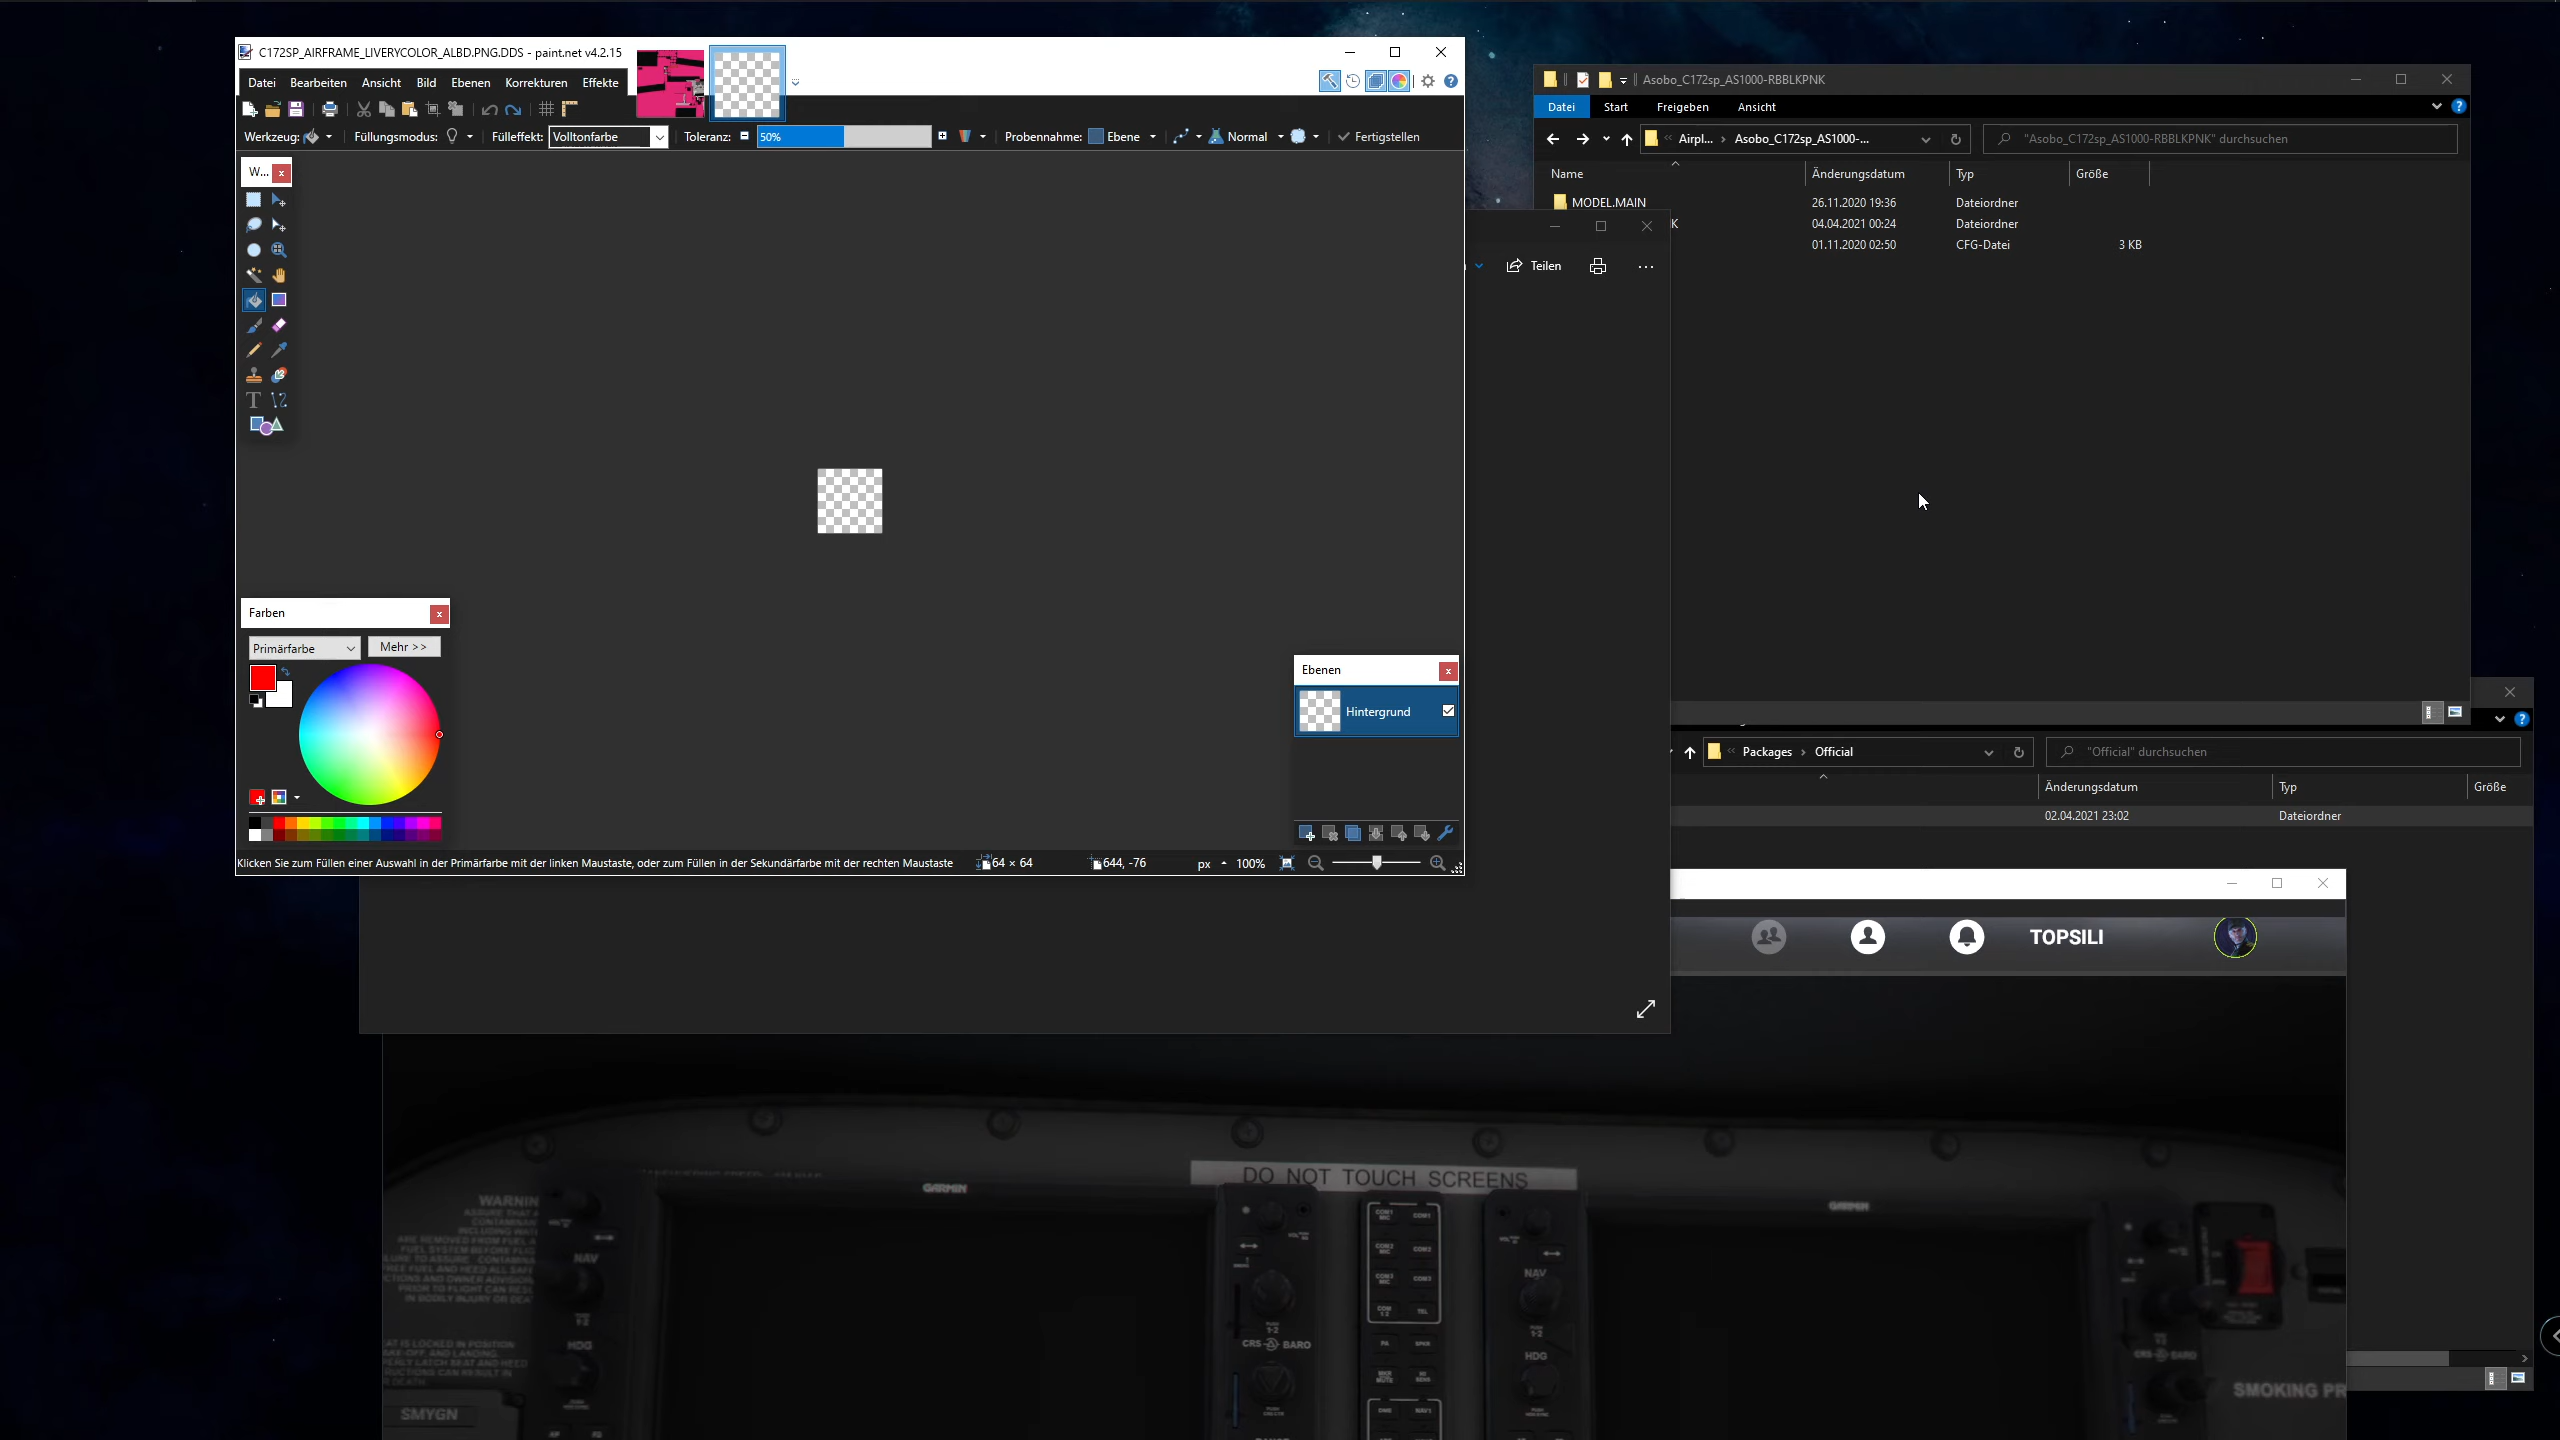 C172SP_AIRFRAME_LIVERYCOLOR_ALBD.PNG.DDS - paint.net v4.2.15
Datei Bearbeiten Ansicht Bild Ebenen Korrekturen Effekte
Werkzeug: Füllungsmodus: Fülleffekt: Volltonfarbe Toleranz: 50% Probennahme: Ebene Normal Fertigstellen
W...
Farben
Primärfarbe Mehr >>
Ebenen
Hintergrund
Klicken Sie zum Füllen einer Auswahl in der Primärfarbe mit der linken Maustaste, oder zum Füllen in der Sekundärfarbe mit der rechten Maustaste 64 × 64 644, -76 px 100%
Asobo_C172sp_AS1000-RBBLKPNK
Datei Start Freigeben Ansicht
Airpl... Asobo_C172sp_AS1000-... "Asobo_C172sp_AS1000-RBBLKPNK" durchsuchen
Name Änderungsdatum Typ Größe
MODEL.MAIN 26.11.2020 19:36 Dateiordner
K 04.04.2021 00:24 Dateiordner
01.11.2020 02:50 CFG-Datei 3 KB
Teilen
Packages Official "Official" durchsuchen
Änderungsdatum Typ Größe
02.04.2021 23:02 Dateiordner
TOPSILI
DO NOT TOUCH SCREENS
GARMIN
GARMIN
WARNIN
NAV
NAV
HDG
HDG
CRS BARO
SMOKING PR
SMYGN